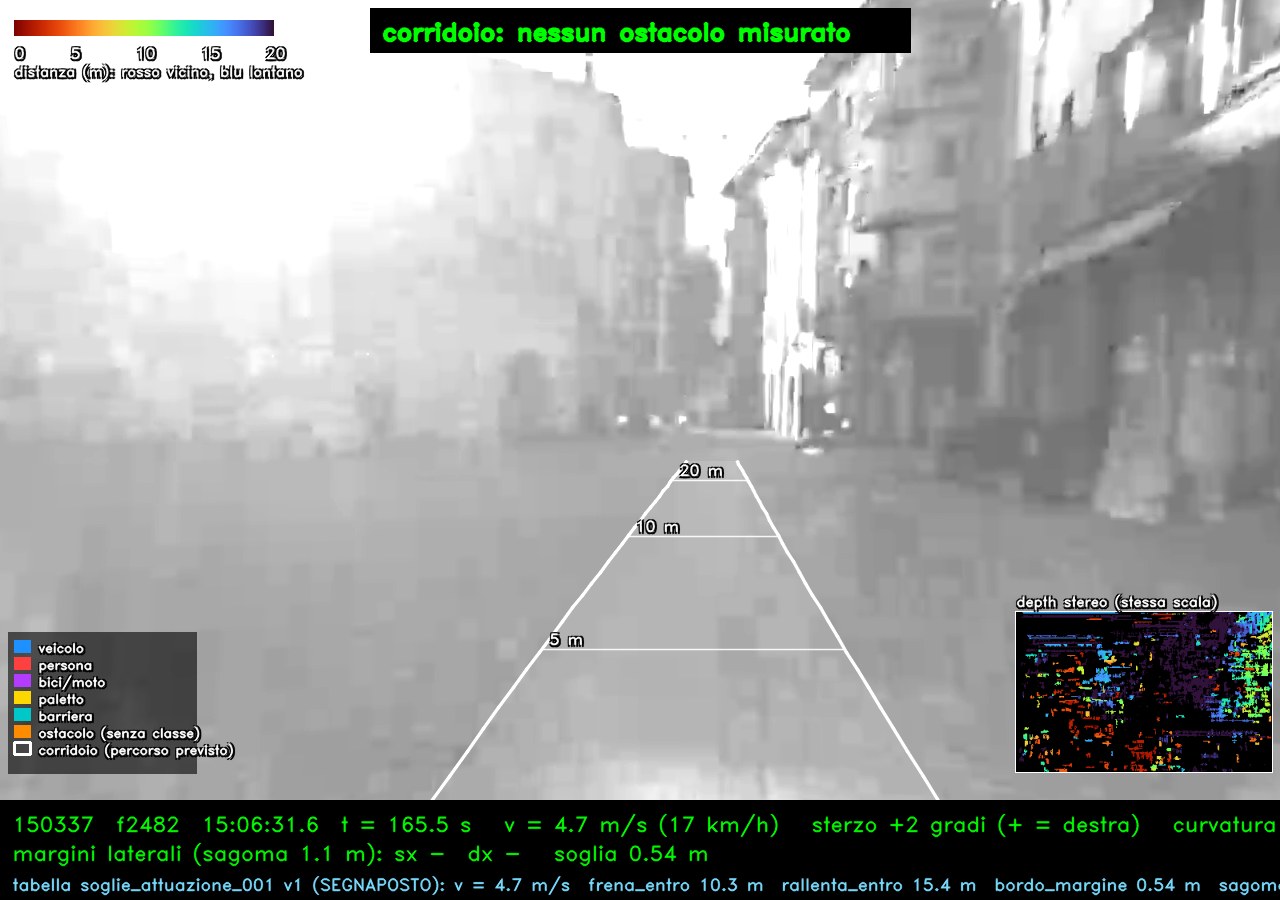 corridoio: nessun ostacolo misurato
0 5 10 15 20
distanza (m): rosso vicino, blu lontano
20 m
10 m
5 m
depth stereo (stessa scala)
veicolo
persona
bici/moto
paletto
barriera
ostacolo (senza classe)
corridoio (percorso previsto)
150337 f2482 15:06:31.6 t = 165.5 s v = 4.7 m/s (17 km/h) sterzo +2 gradi (+ = destra) curvatura
margini laterali (sagoma 1.1 m): sx - dx - soglia 0.54 m
tabella soglie_attuazione_001 v1 (SEGNAPOSTO): v = 4.7 m/s frena_entro 10.3 m rallenta_entro 15.4 m bordo_margine 0.54 m sagoma